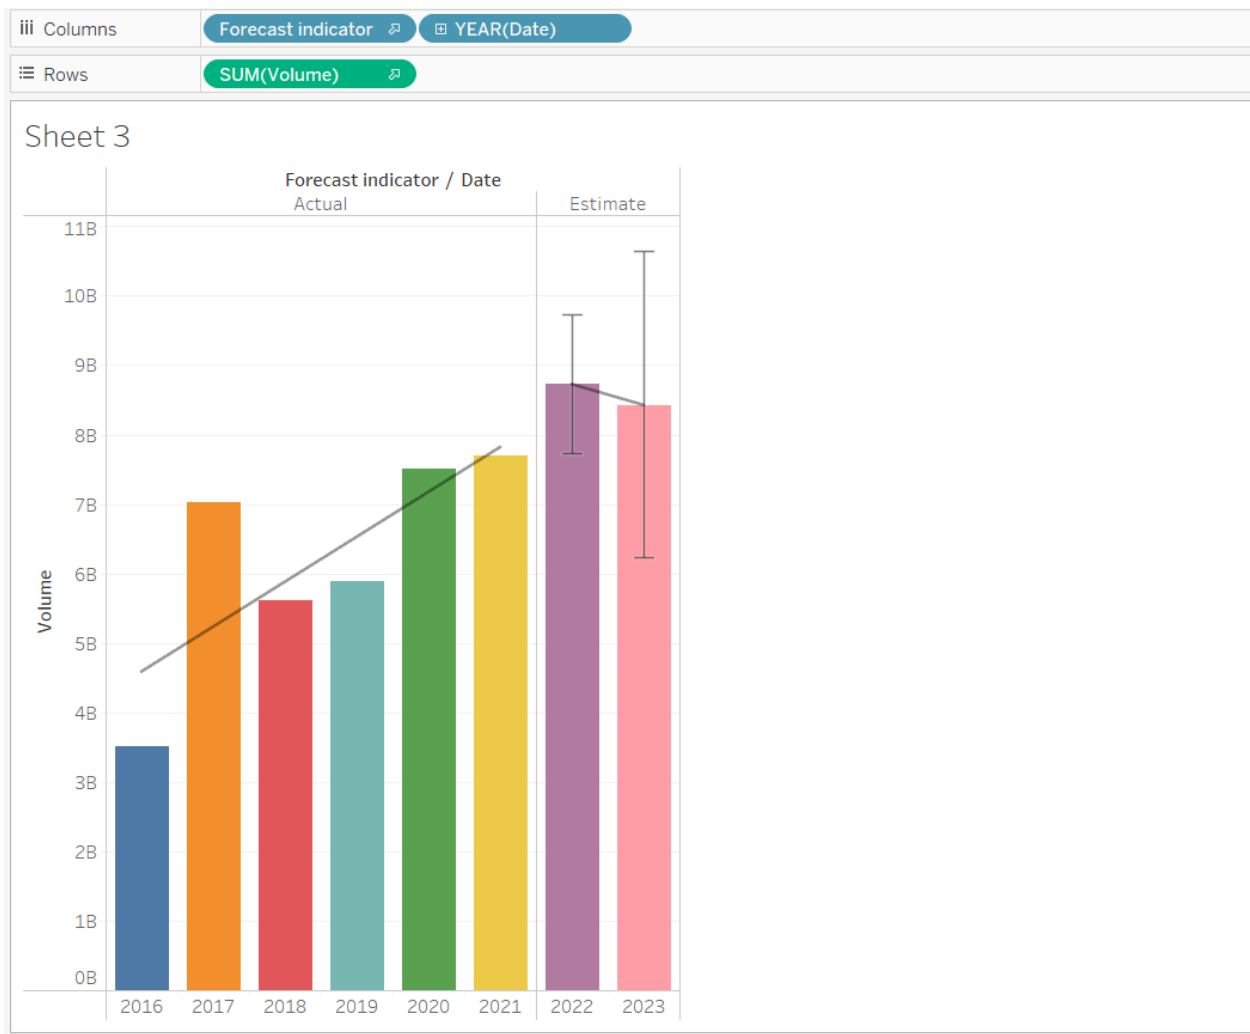 Columns Forecast indicator YEAR(Date)
Rows SUM(Volume)
Sheet 3
Forecast indicator / Date
Actual Estimate
11B
10B
9B
8B
7B
6B
5B
4B
3B
2B
1B
0B
Volume
2016 2017 2018 2019 2020 2021 2022 2023